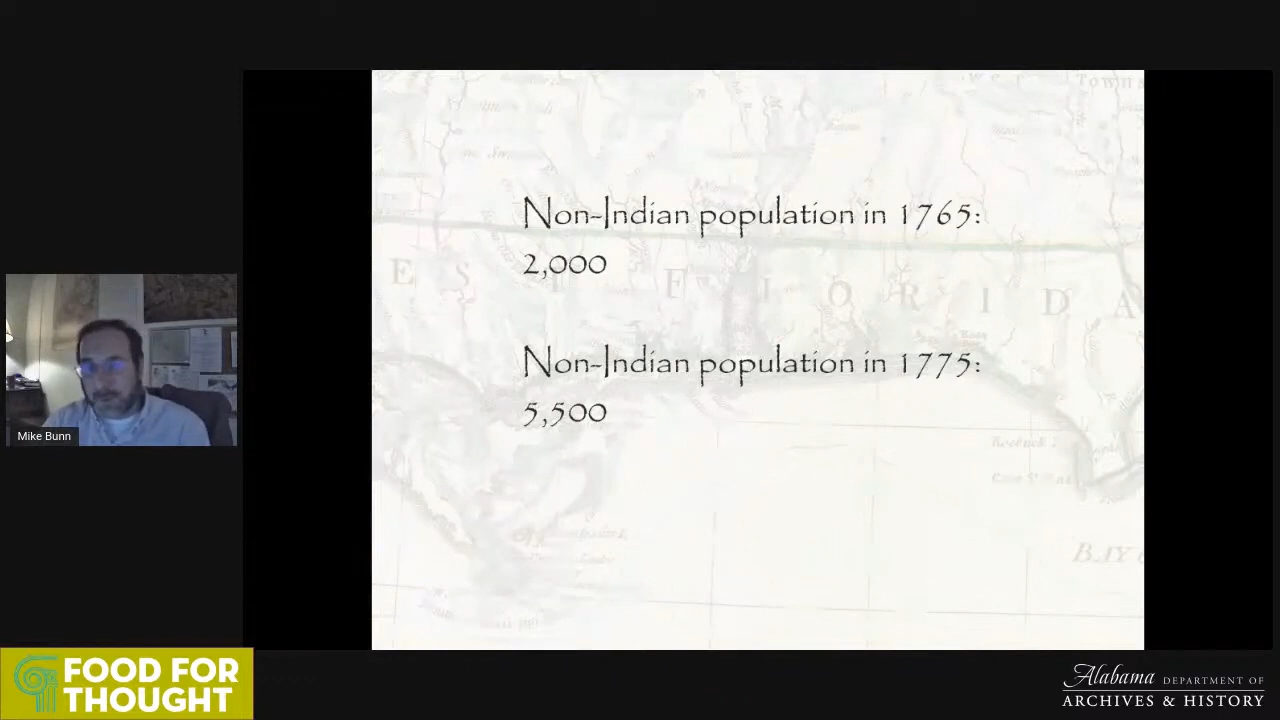 Non-Indian population in 1765:
2,000
Non-Indian population in 1775:
5,500
FLORIDA
BAY
Mike Bunn
FOOD FOR
THOUGHT
Alabama DEPARTMENT OF
ARCHIVES & HISTORY